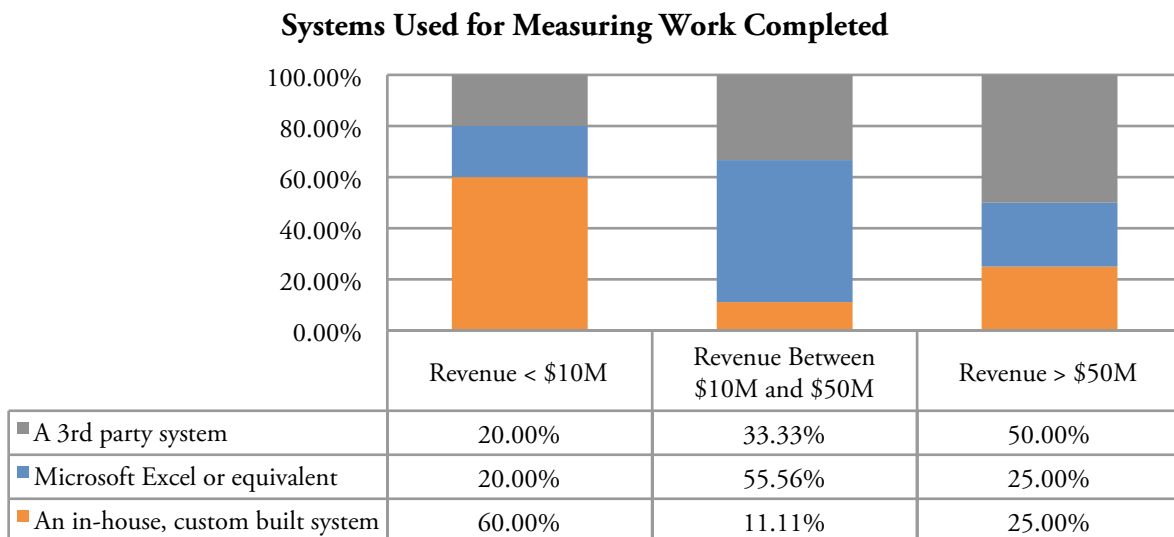 Systems Used for Measuring Work Completed
100.00%
80.00%
60.00%
40.00%
20.00%
0.00%
Revenue < $10M
Revenue Between
$10M and $50M
Revenue > $50M
A 3rd party system 20.00% 33.33% 50.00%
Microsoft Excel or equivalent 20.00% 55.56% 25.00%
An in-house, custom built system 60.00% 11.11% 25.00%